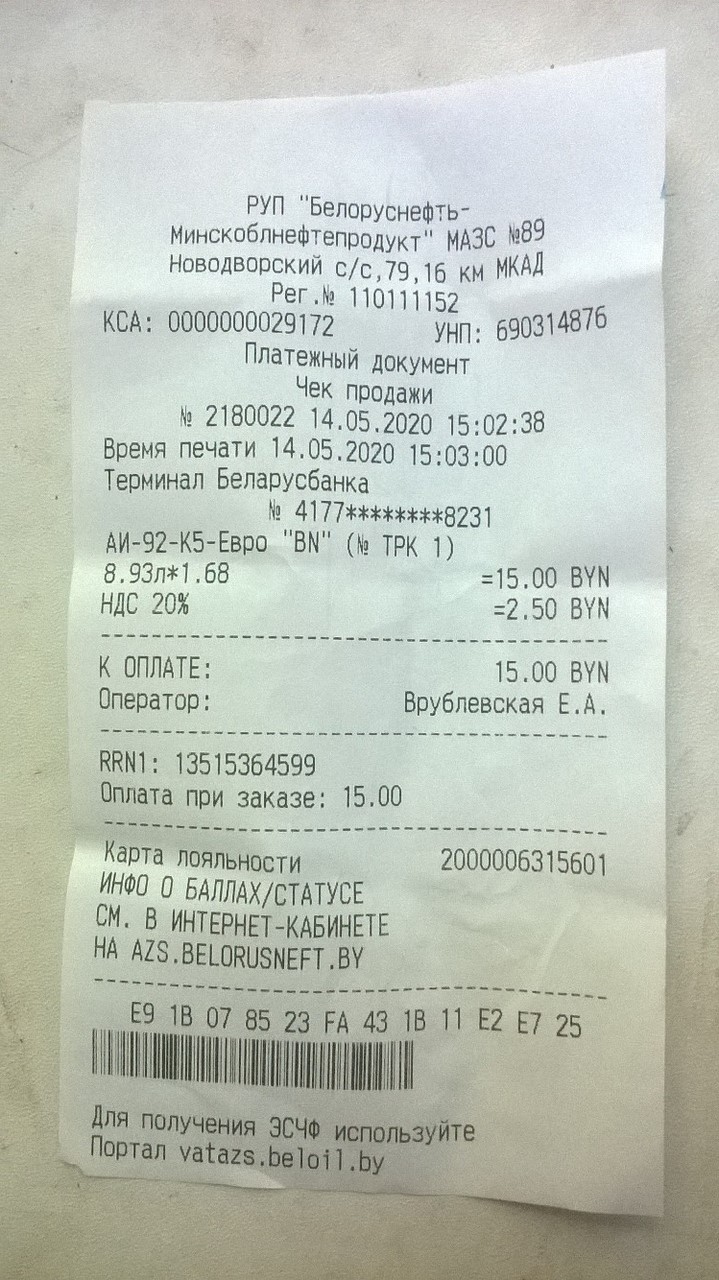 РУП "Белоруснефть-
Минскоблнефтепродукт" МАЗС №89
Новодворский с/с,79,16 км МКАД
Рег.№ 110111152
КСА: 0000000029172 УНП: 690314876
Платежный документ
Чек продажи
№ 2180022 14.05.2020 15:02:38
Время печати 14.05.2020 15:03:00
Терминал Беларусбанка
№ 4177********8231
АИ-92-К5-Евро "BN" (№ ТРК 1)
8.93л*1.68 =15.00 BYN
НДС 20% =2.50 BYN
К ОПЛАТЕ: 15.00 BYN
Оператор: Врублевская Е.А.
RRN1: 13515364599
Оплата при заказе: 15.00
Карта лояльности 2000006315601
ИНФО О БАЛЛАХ/СТАТУСЕ
СМ. В ИНТЕРНЕТ-КАБИНЕТЕ
НА AZS.BELORUSNEFT.BY
E9 1B 07 85 23 FA 43 1B 11 E2 E7 25
Для получения ЭСЧФ используйте
Портал vatazs.beloil.by